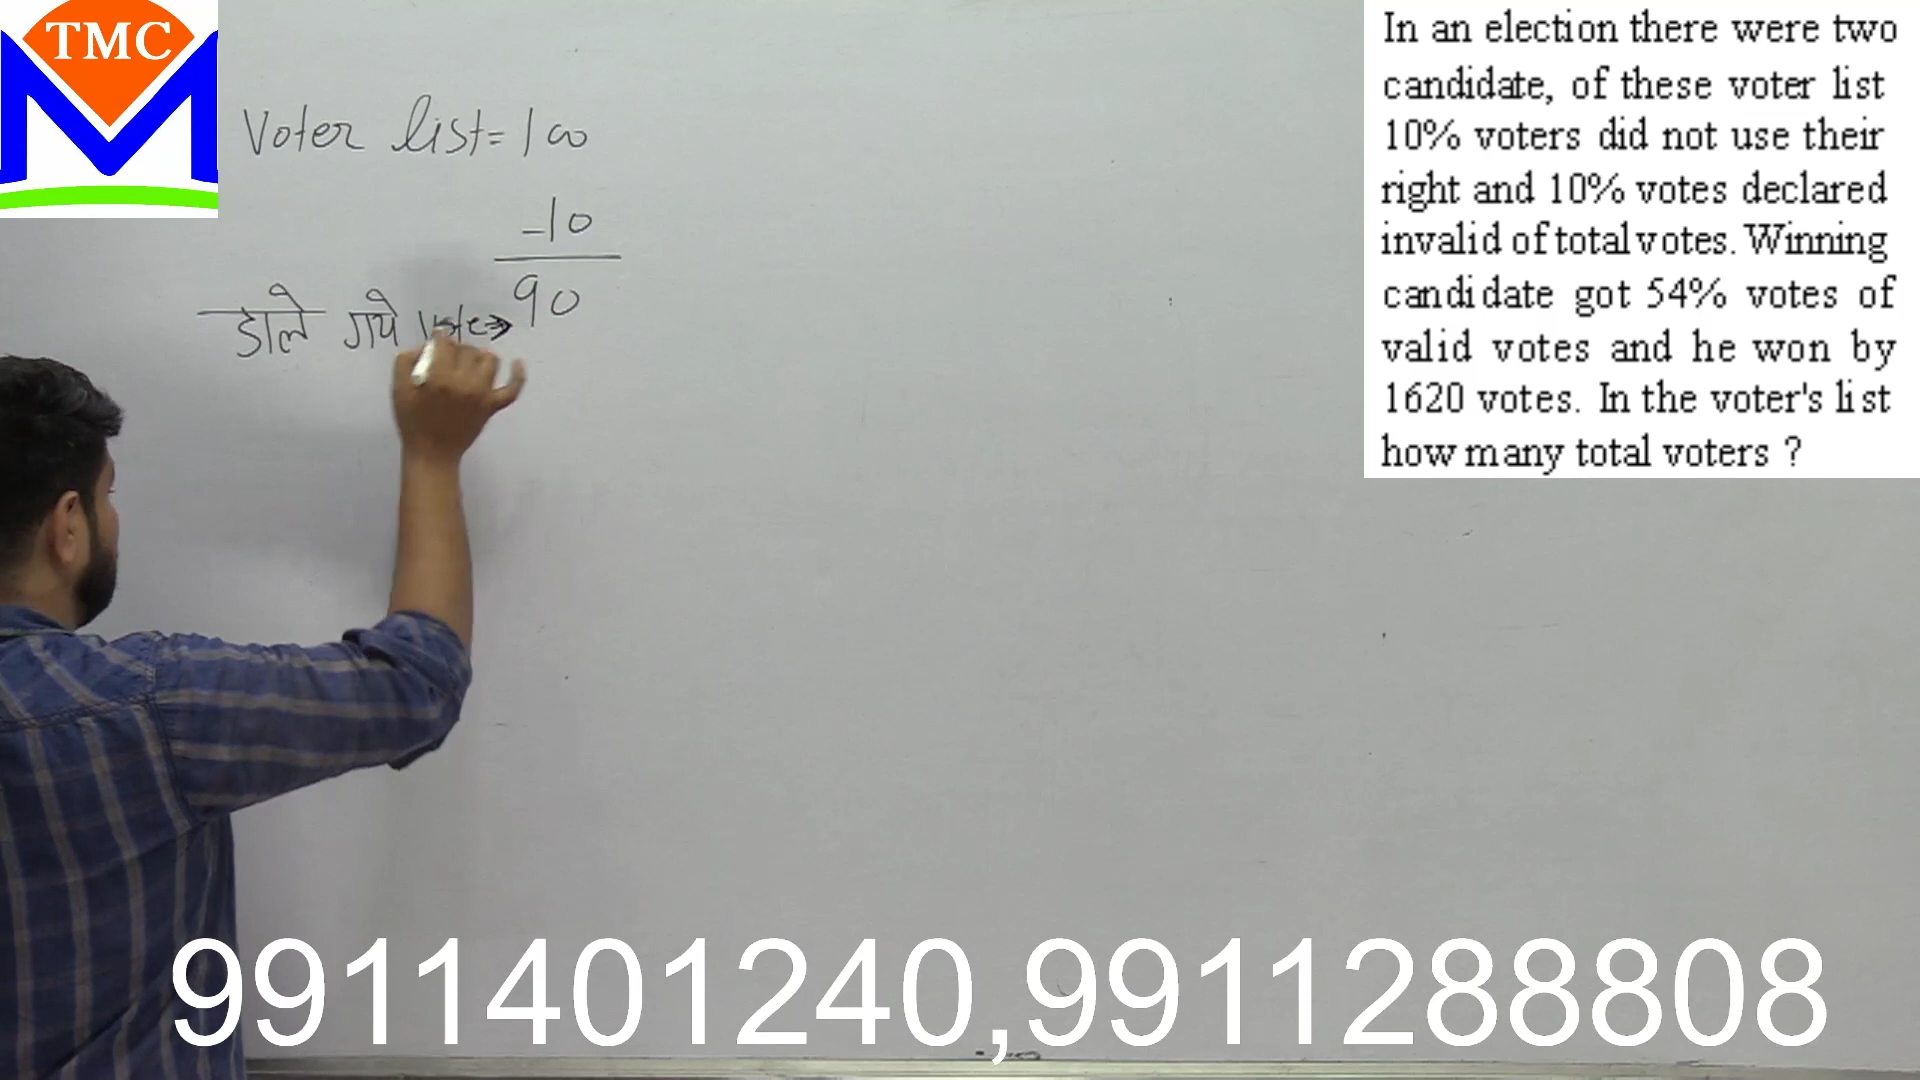 TMC
Voter list = 100
-10
90
डाले गये vote ⇒
In an election there were two
candidate, of these voter list
10% voters did not use their
right and 10% votes declared
invalid of total votes. Winning
candidate got 54% votes of
valid votes and he won by
1620 votes. In the voter's list
how many total voters ?
9911401240,9911288808